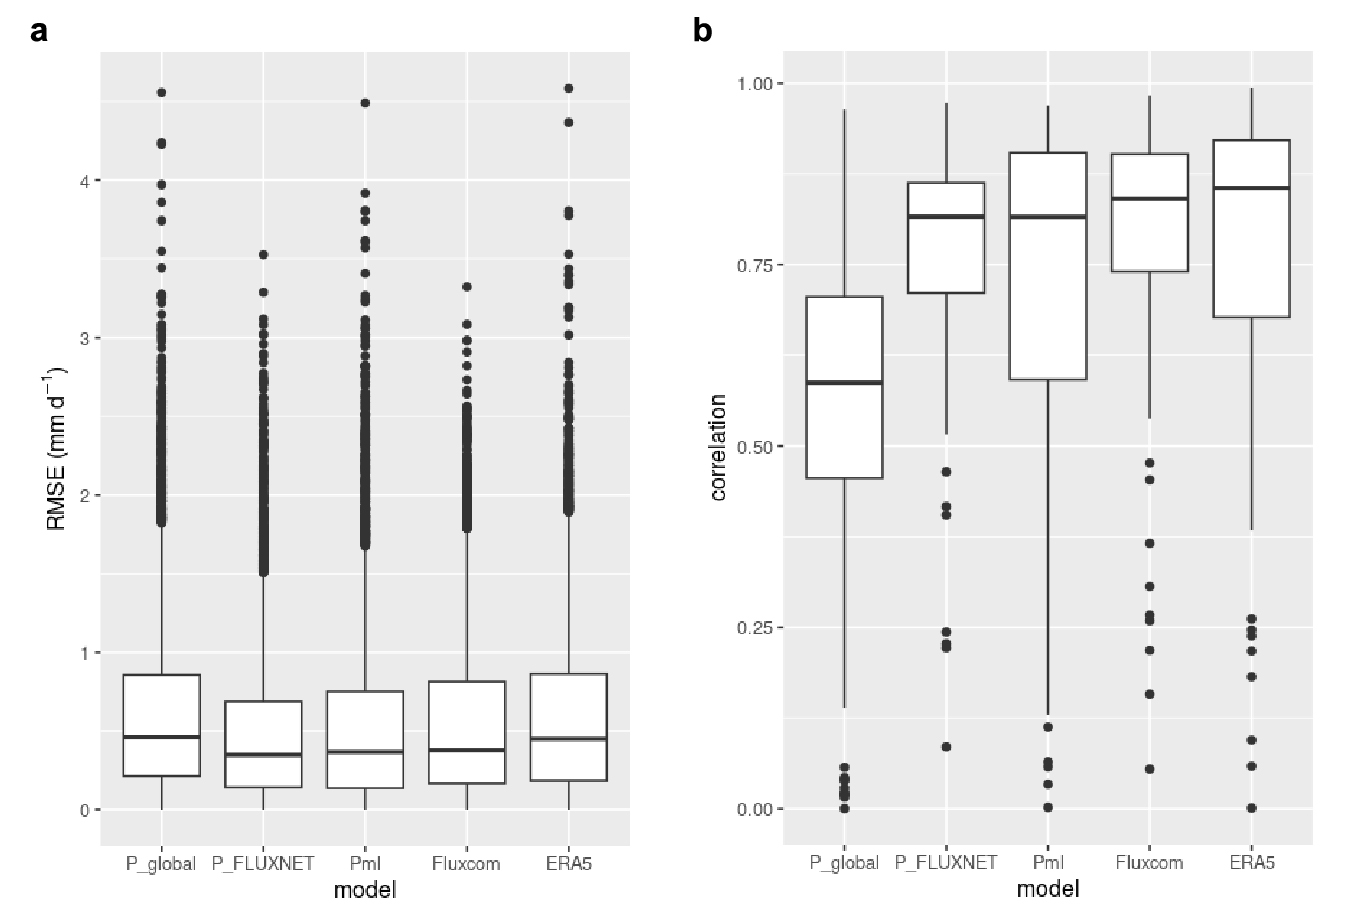 a
RMSE (mm d⁻¹)
4
3
2
1
0
P_global P_FLUXNET Pml Fluxcom ERA5
model
b
correlation
1.00
0.75
0.50
0.25
0.00
P_global P_FLUXNET Pml Fluxcom ERA5
model